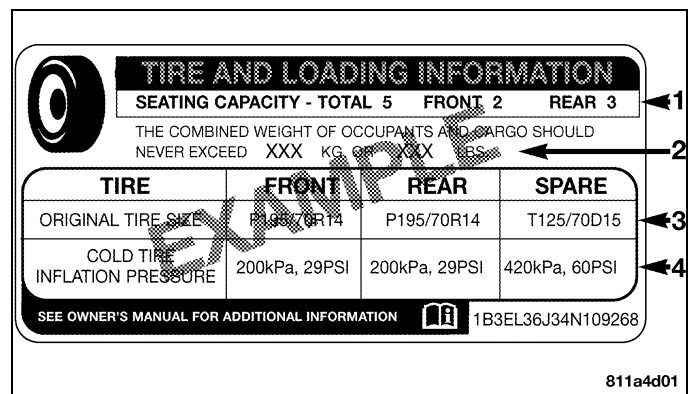 TIRE AND LOADING INFORMATION
SEATING CAPACITY - TOTAL 5 FRONT 2 REAR 3
1
THE COMBINED WEIGHT OF OCCUPANTS AND CARGO SHOULD
NEVER EXCEED XXX KG OR XXX LBS
2
TIRE FRONT REAR SPARE
ORIGINAL TIRE SIZE P195/70R14 P195/70R14 T125/70D15
3
COLD TIRE
INFLATION PRESSURE 200kPa, 29PSI 200kPa, 29PSI 420kPa, 60PSI
4
EXAMPLE
SEE OWNER'S MANUAL FOR ADDITIONAL INFORMATION 1B3EL36J34N109268
811a4d01